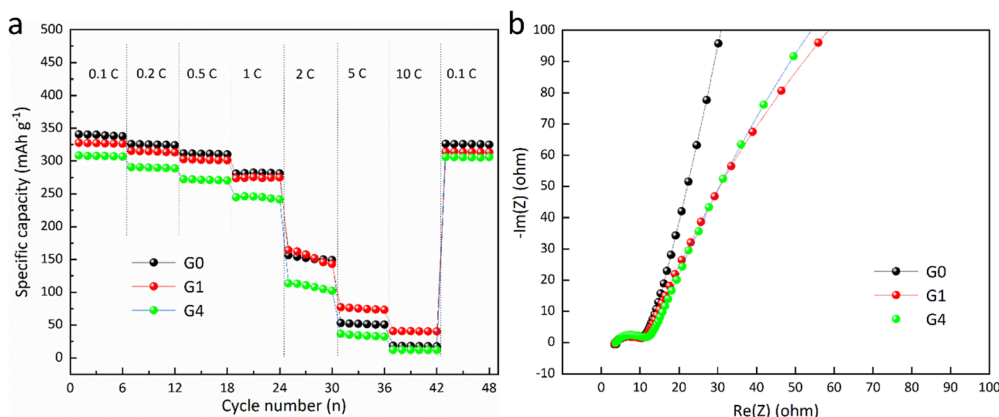 a
500
450
400
350
300
250
200
150
100
50
0
Specific capacity (mAh g⁻¹)
0.1 C 0.2 C 0.5 C 1 C 2 C 5 C 10 C 0.1 C
G0
G1
G4
0 6 12 18 24 30 36 42 48
Cycle number (n)
b
100
90
80
70
60
50
40
30
20
10
0
-10
-Im(Z) (ohm)
G0
G1
G4
-10 0 10 20 30 40 50 60 70 80 90 100
Re(Z) (ohm)